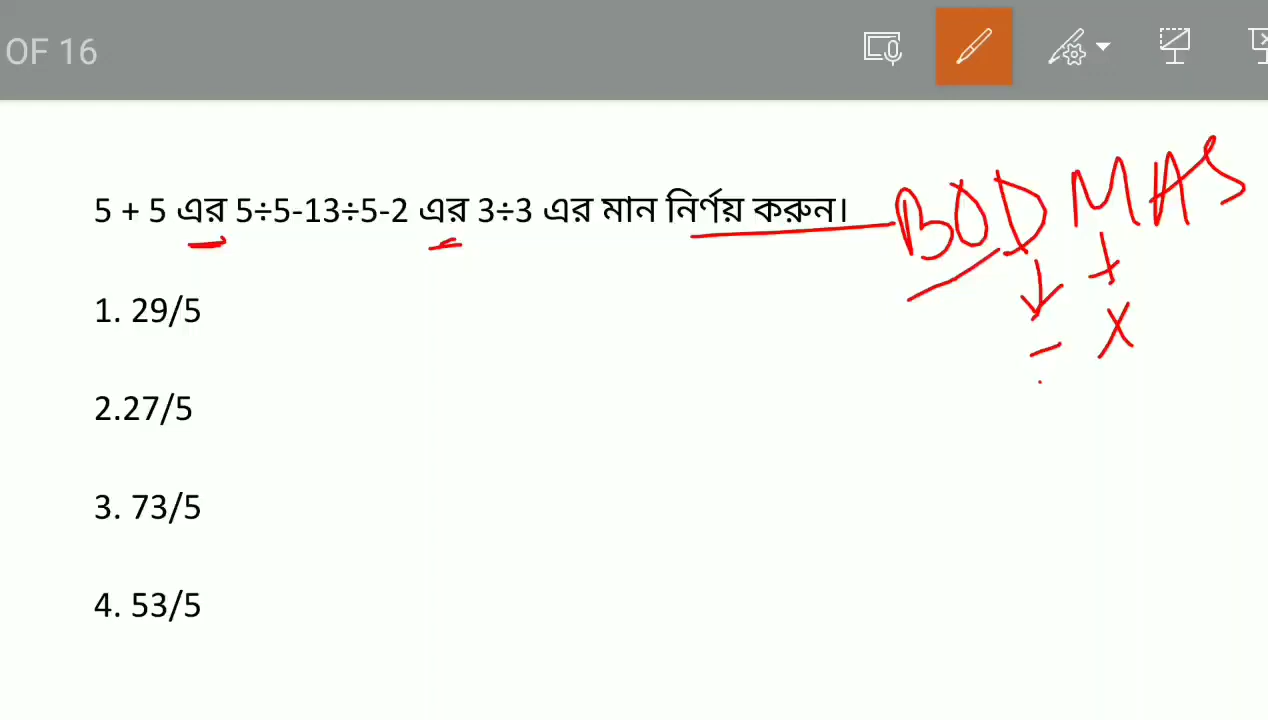 OF 16
5 + 5 এর 5÷5-13÷5-2 এর 3÷3 এর মান নির্ণয় করুন।
BODMAS
+
÷ ×
1. 29/5
2.27/5
3. 73/5
4. 53/5